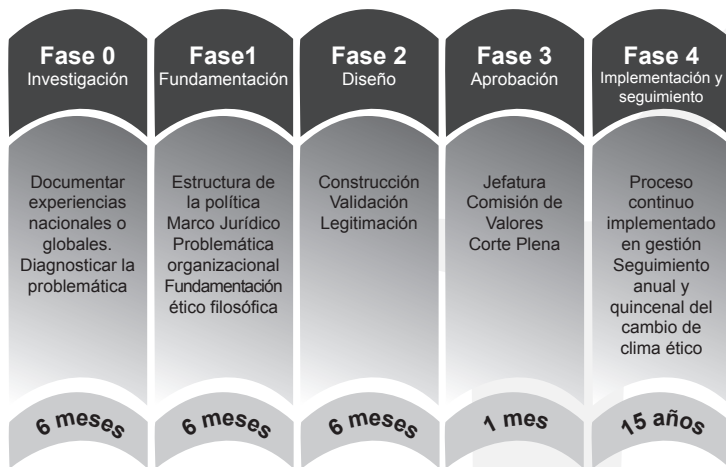 Fase 0
Investigación
Documentar
experiencias
nacionales o
globales.
Diagnosticar la
problemática
6 meses
Fase1
Fundamentación
Estructura de
la política
Marco Jurídico
Problemática
organizacional
Fundamentación
ético filosófica
6 meses
Fase 2
Diseño
Construcción
Validación
Legitimación
6 meses
Fase 3
Aprobación
Jefatura
Comisión de
Valores
Corte Plena
1 mes
Fase 4
Implementación y
seguimiento
Proceso
continuo
implementado
en gestión
Seguimiento
anual y
quincenal del
cambio de
clima ético
15 años